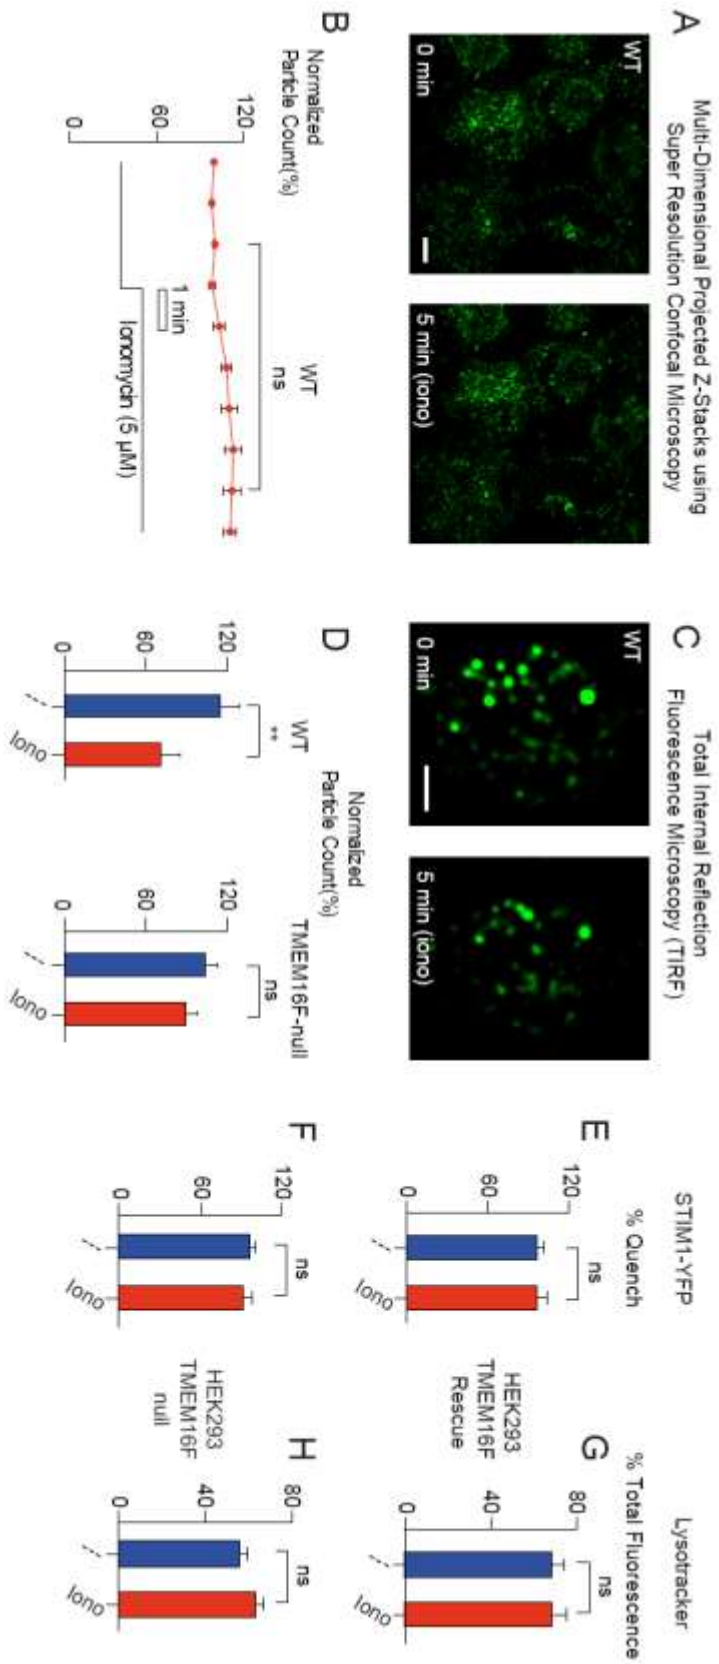 A
Multi-Dimensional Projected Z-Stacks using
Super Resolution Confocal Microscopy
WT
0 min
5 min (iono)
B
Normalized
Particle Count(%)
120
60
0
WT
ns
1 min
Ionomycin (5 µM)
C
Total Internal Reflection
Fluorescence Microscopy (TIRF)
WT
0 min
5 min (iono)
D
Normalized
Particle Count(%)
WT
**
120
60
0
Iono
TMEM16F-null
ns
120
60
0
Iono
STIM1-YFP
E
% Quench
ns
120
60
0
Iono
F
ns
120
60
0
Iono
HEK293
TMEM16F
Rescue
HEK293
TMEM16F
null
Lysotracker
G
% Total Fluorescence
ns
80
40
0
Iono
H
ns
80
40
0
Iono